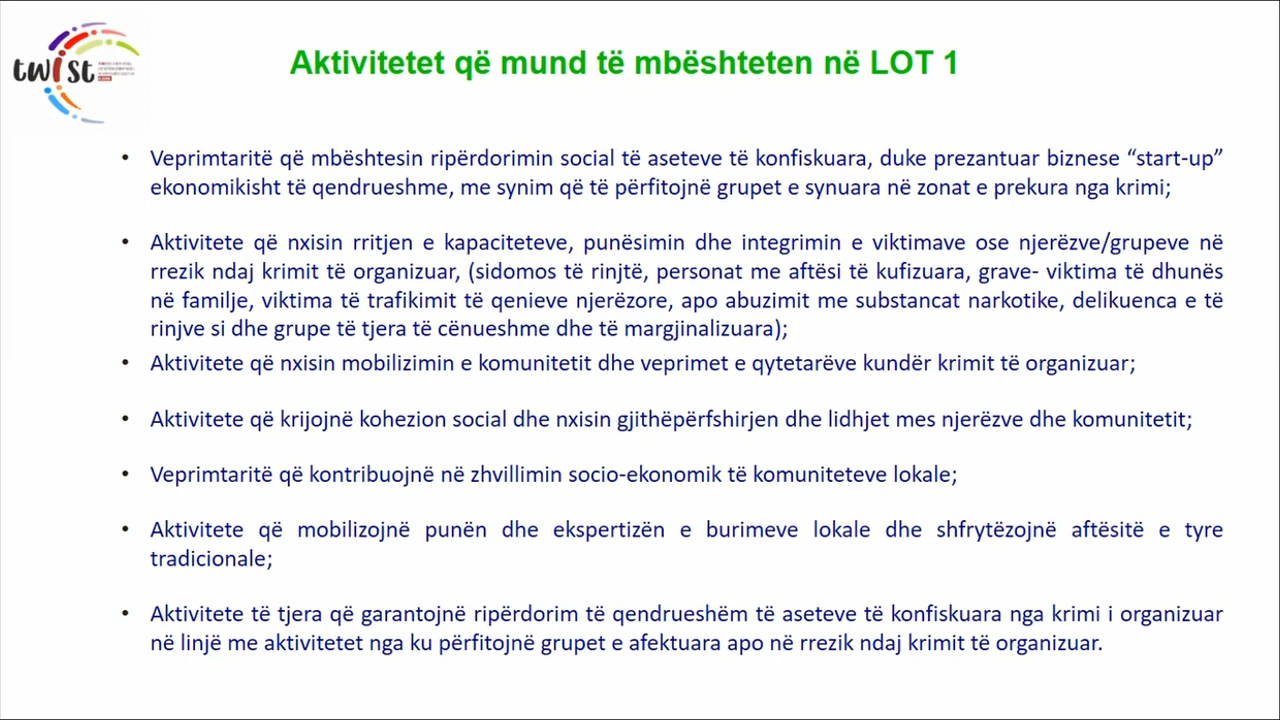 twist
Aktivitetet që mund të mbështeten në LOT 1
• Veprimtaritë që mbështesin ripërdorimin social të aseteve të konfiskuara, duke prezantuar biznese “start-up”
ekonomikisht të qendrueshme, me synim që të përfitojnë grupet e synuara në zonat e prekura nga krimi;
• Aktivitete që nxisin rritjen e kapaciteteve, punësimin dhe integrimin e viktimave ose njerëzve/grupeve në
rrezik ndaj krimit të organizuar, (sidomos të rinjtë, personat me aftësi të kufizuara, grave- viktima të dhunës
në familje, viktima të trafikimit të qenieve njerëzore, apo abuzimit me substancat narkotike, delikuenca e të
rinjve si dhe grupe të tjera të cënueshme dhe të margjinalizuara);
• Aktivitete që nxisin mobilizimin e komunitetit dhe veprimet e qytetarëve kundër krimit të organizuar;
• Aktivitete që krijojnë kohezion social dhe nxisin gjithëpërfshirjen dhe lidhjet mes njerëzve dhe komunitetit;
• Veprimtaritë që kontribuojnë në zhvillimin socio-ekonomik të komuniteteve lokale;
• Aktivitete që mobilizojnë punën dhe ekspertizën e burimeve lokale dhe shfrytëzojnë aftësitë e tyre
tradicionale;
• Aktivitete të tjera që garantojnë ripërdorim të qendrueshëm të aseteve të konfiskuara nga krimi i organizuar
në linjë me aktivitetet nga ku përfitojnë grupet e afektuara apo në rrezik ndaj krimit të organizuar.